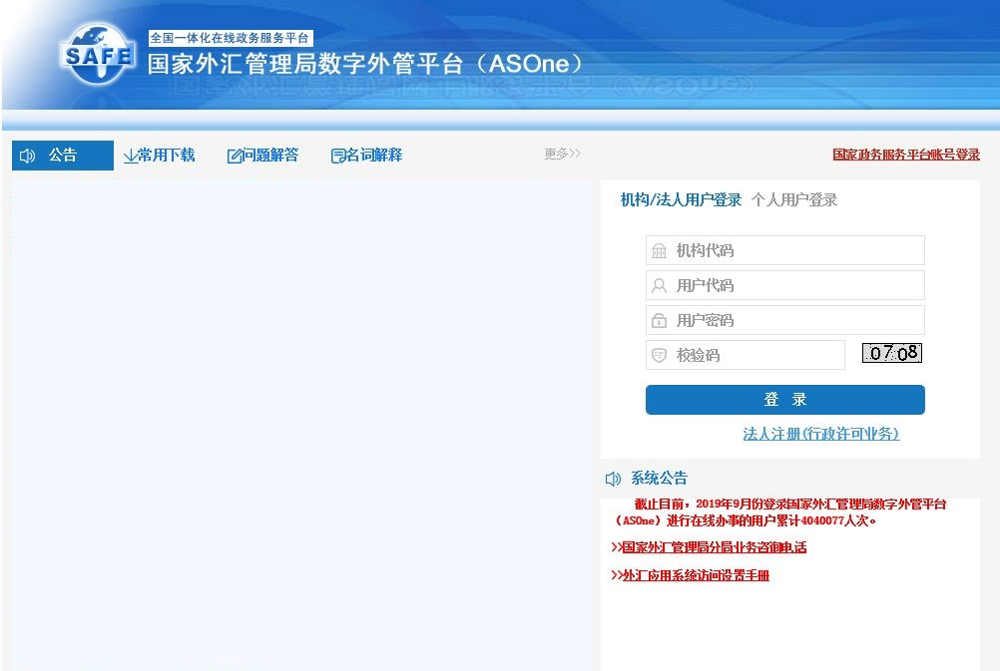 SAFE
全国一体化在线政务服务平台
国家外汇管理局数字外管平台（ASOne）
公告
常用下载
问题解答
名词解释
更多>>
国家政务服务平台账号登录
机构/法人用户登录 个人用户登录
机构代码
用户代码
用户密码
校验码
0708
登 录
法人注册(行政许可业务)
系统公告
截止目前，2019年9月份登录国家外汇管理局数字外管平台
（ASOne）进行在线办事的用户累计4040077人次。
>>国家外汇管理局分局业务咨询电话
>>外汇应用系统访问设置手册